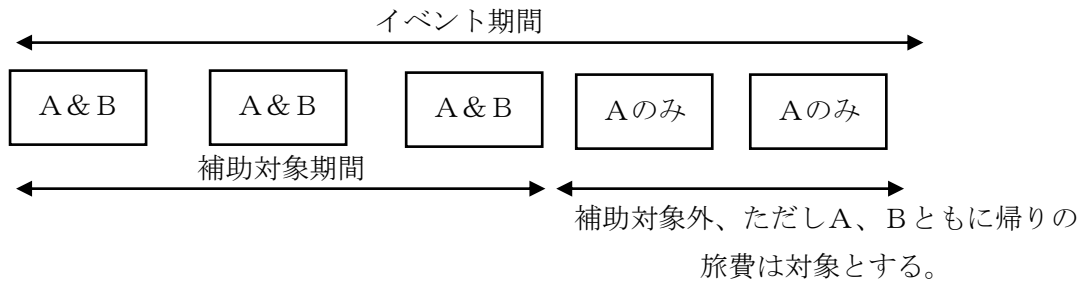 イベント期間
A&B
A&B
A&B
Aのみ
Aのみ
補助対象期間
補助対象外、ただしA、Bともに帰りの
旅費は対象とする。